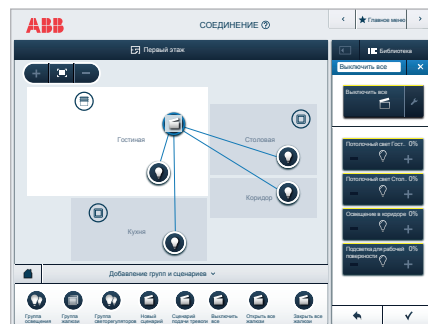 ABB
СОЕДИНЕНИЕ ?
Главное меню
Первый этаж
Библиотека
Выключить все
Выключить все
Гостиная
Столовая
Коридор
Кухня
Потолочный свет Гост. 0%
Потолочный свет Стол. 0%
Освещение в коридоре 0%
Подсветка для рабочей 0%
поверхности
Добавление групп и сценариев
Группа освещения
Группа жалюзи
Группа светорегуляторов
Новый сценарий
Сценарий подачи тревоги
Выключить все
Открыть все жалюзи
Закрыть все жалюзи